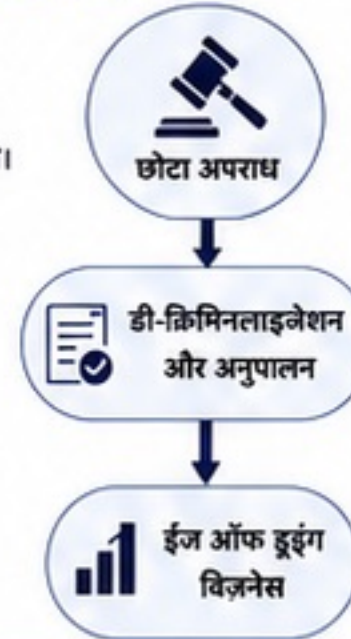 ।
छोटा अपराध
डी-क्रिमिनलाइजेशन
और अनुपालन
ईज ऑफ डूइंग
विज़नेस